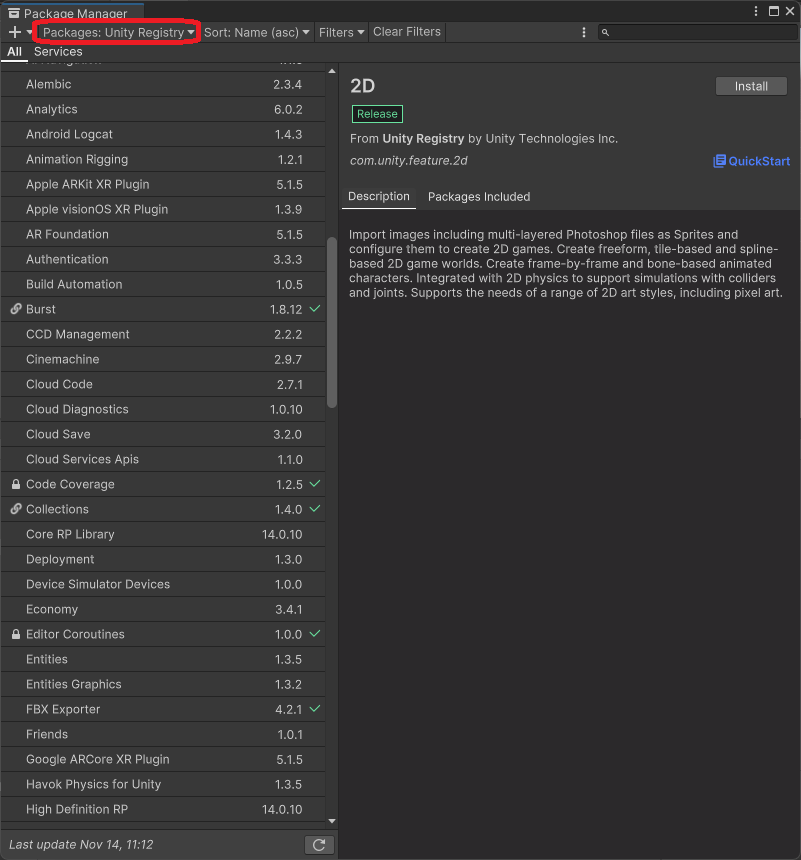 Package Manager
Packages: Unity Registry
Sort: Name (asc)
Filters
Clear Filters
All
Services
Alembic 2.3.4
Analytics 6.0.2
Android Logcat 1.4.3
Animation Rigging 1.2.1
Apple ARKit XR Plugin 5.1.5
Apple visionOS XR Plugin 1.3.9
AR Foundation 5.1.5
Authentication 3.3.3
Build Automation 1.0.5
Burst 1.8.12
CCD Management 2.2.2
Cinemachine 2.9.7
Cloud Code 2.7.1
Cloud Diagnostics 1.0.10
Cloud Save 3.2.0
Cloud Services Apis 1.1.0
Code Coverage 1.2.5
Collections 1.4.0
Core RP Library 14.0.10
Deployment 1.3.0
Device Simulator Devices 1.0.0
Economy 3.4.1
Editor Coroutines 1.0.0
Entities 1.3.5
Entities Graphics 1.3.2
FBX Exporter 4.2.1
Friends 1.0.1
Google ARCore XR Plugin 5.1.5
Havok Physics for Unity 1.3.5
High Definition RP 14.0.10
Last update Nov 14, 11:12
2D
Install
Release
From Unity Registry by Unity Technologies Inc.
com.unity.feature.2d
QuickStart
Description
Packages Included
Import images including multi-layered Photoshop files as Sprites and
configure them to create 2D games. Create freeform, tile-based and spline-
based 2D game worlds. Create frame-by-frame and bone-based animated
characters. Integrated with 2D physics to support simulations with colliders
and joints. Supports the needs of a range of 2D art styles, including pixel art.